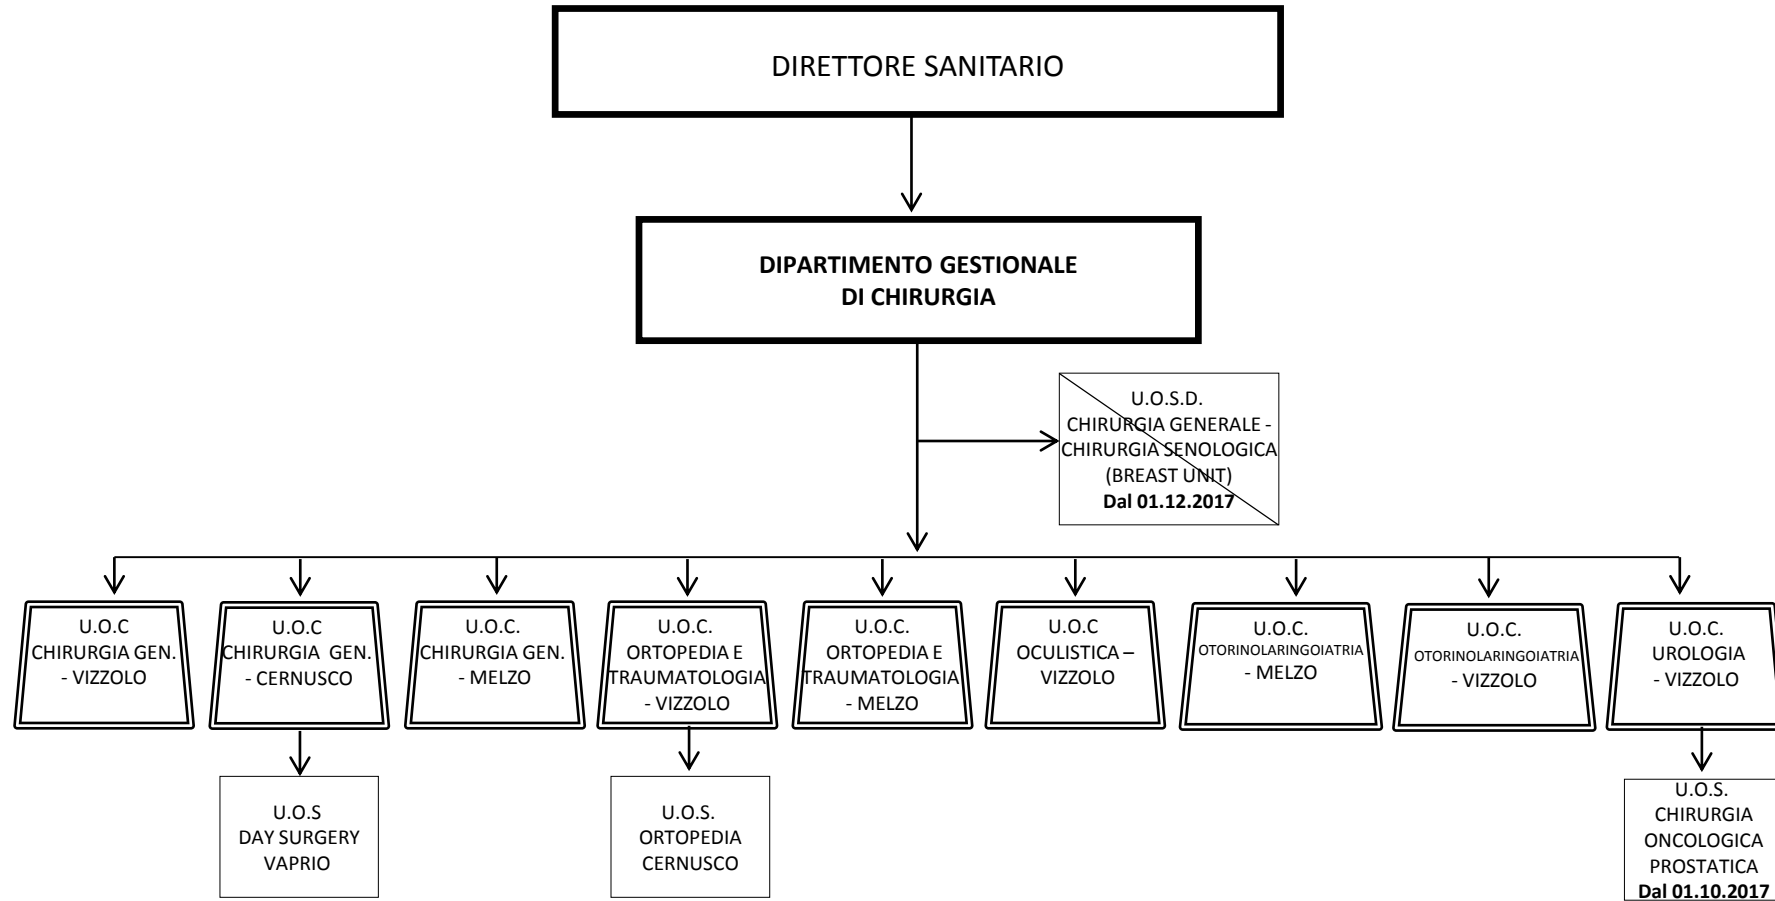 DIRETTORE SANITARIO
DIPARTIMENTO GESTIONALE
DI CHIRURGIA
U.O.S.D.
CHIRURGIA GENERALE -
CHIRURGIA SENOLOGICA
(BREAST UNIT)
Dal 01.12.2017
U.O.C
CHIRURGIA GEN.
- VIZZOLO
U.O.C
CHIRURGIA GEN.
- CERNUSCO
U.O.C.
CHIRURGIA GEN.
- MELZO
U.O.C.
ORTOPEDIA E
TRAUMATOLOGIA
- VIZZOLO
U.O.C.
ORTOPEDIA E
TRAUMATOLOGIA
- MELZO
U.O.C
OCULISTICA –
VIZZOLO
U.O.C.
OTORINOLARINGOIATRIA
- MELZO
U.O.C.
OTORINOLARINGOIATRIA
- VIZZOLO
U.O.C.
UROLOGIA
- VIZZOLO
U.O.S
DAY SURGERY
VAPRIO
U.O.S.
ORTOPEDIA
CERNUSCO
U.O.S.
CHIRURGIA
ONCOLOGICA
PROSTATICA
Dal 01.10.2017